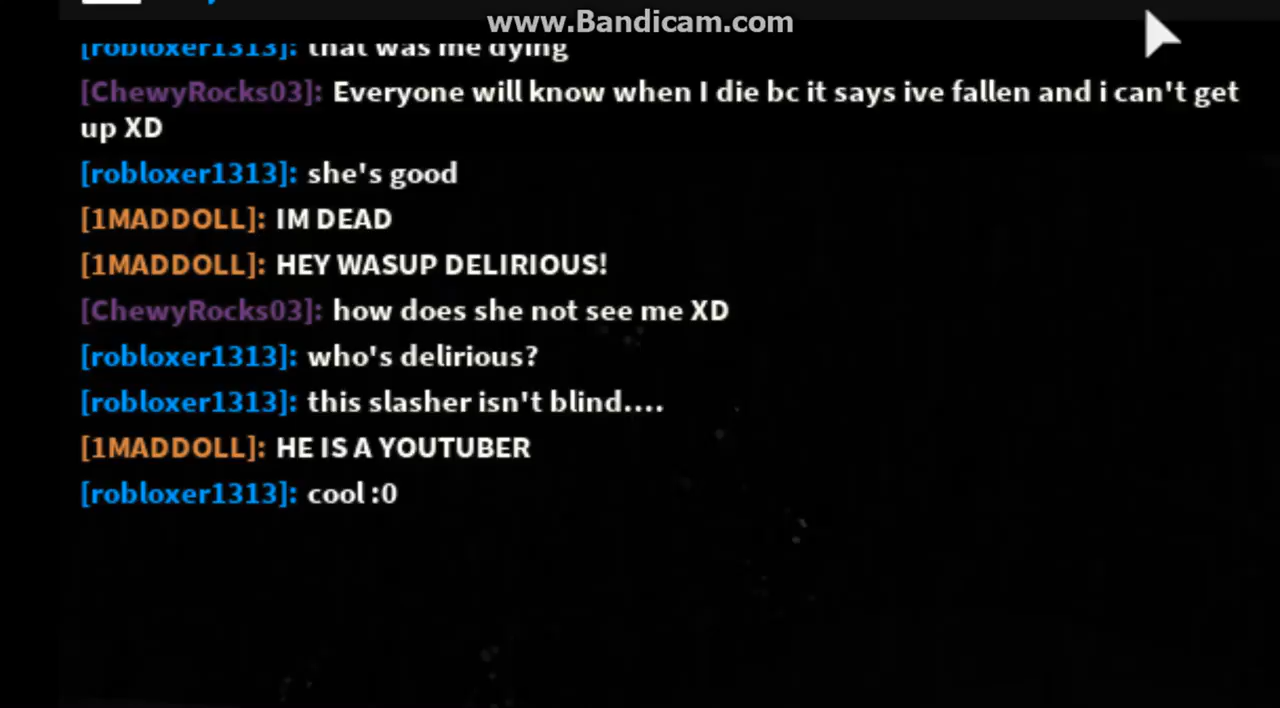 www.Bandicam.com
[robloxer1313]: that was me dying
[ChewyRocks03]: Everyone will know when I die bc it says ive fallen and i can't get
up XD
[robloxer1313]: she's good
[1MADDOLL]: IM DEAD
[1MADDOLL]: HEY WASUP DELIRIOUS!
[ChewyRocks03]: how does she not see me XD
[robloxer1313]: who's delirious?
[robloxer1313]: this slasher isn't blind....
[1MADDOLL]: HE IS A YOUTUBER
[robloxer1313]: cool :0